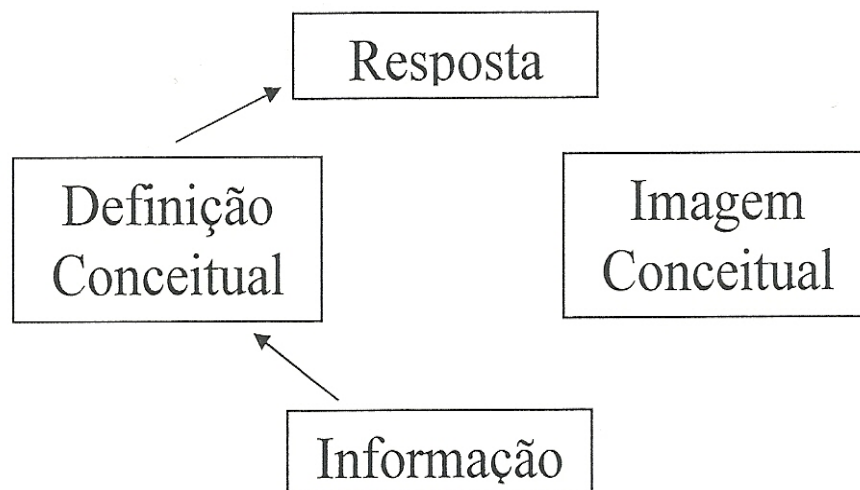 Resposta
Definição
Conceitual
Imagem
Conceitual
Informação